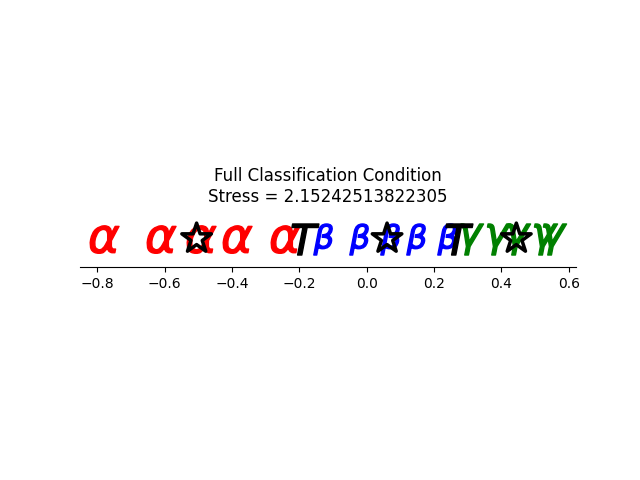 Full Classification Condition
Stress = 2.15242513822305
α α α α α T β β β β β T γ γ γ γ γ
−0.8 −0.6 −0.4 −0.2 0.0 0.2 0.4 0.6